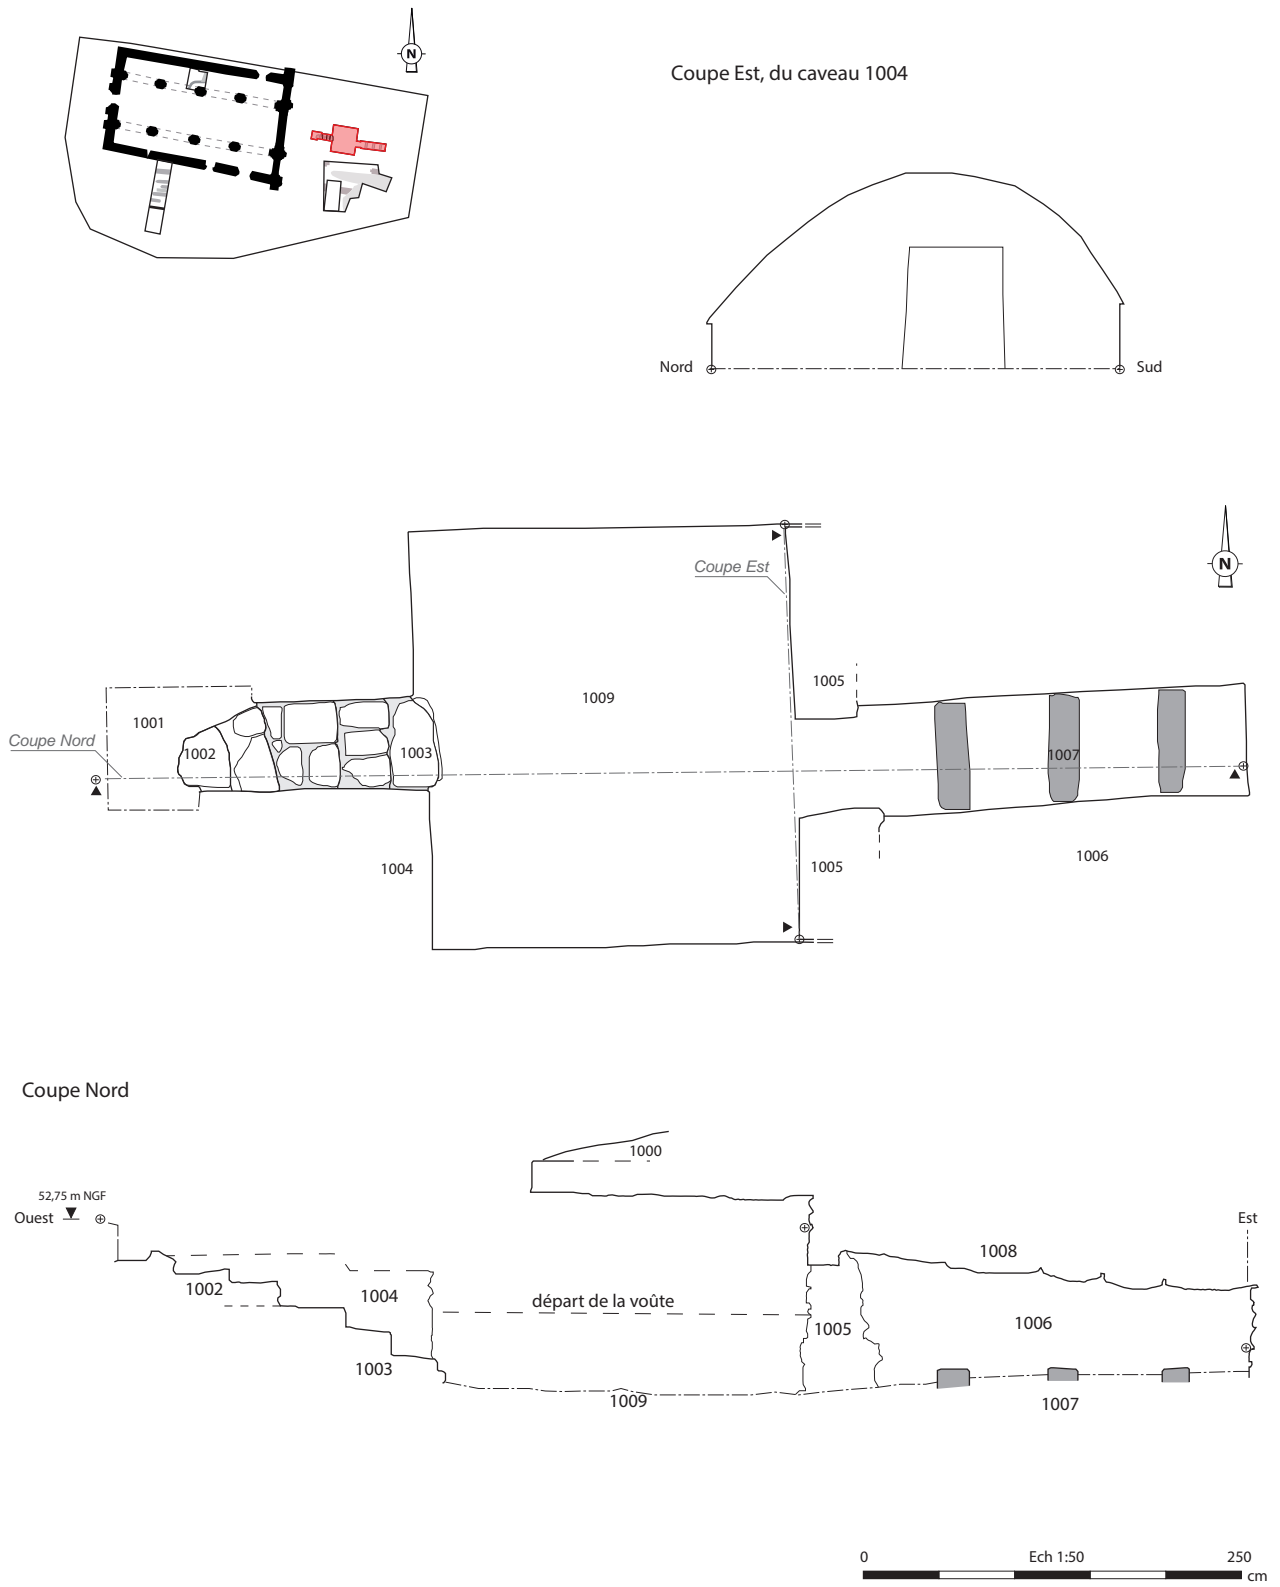 N
Coupe Est, du caveau 1004
Nord
Sud
N
Coupe Est
1005
1009
1001
1002
1003
1007
Coupe Nord
1004
1005
1006
Coupe Nord
1000
52,75 m NGF
Ouest
Est
1008
1002
1004
départ de la voûte
1005
1006
1003
1009
1007
0
Ech 1:50
250
cm